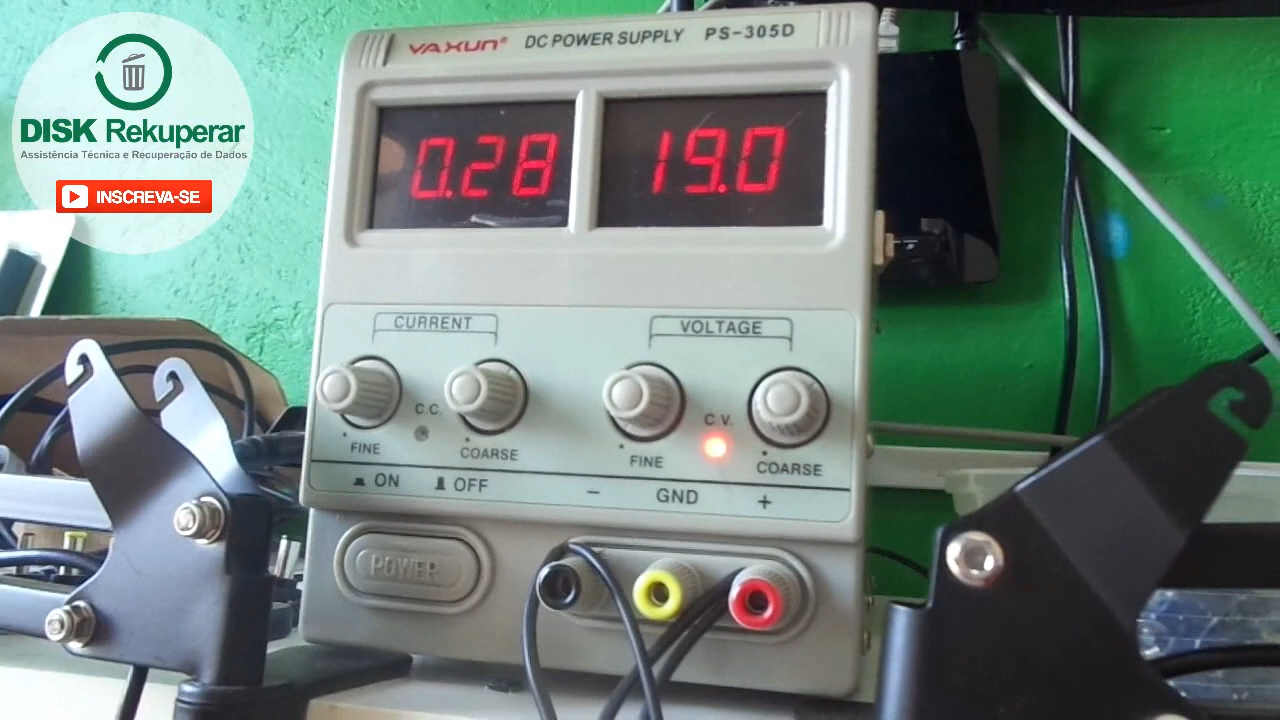 YAXUN® DC POWER SUPPLY PS-305D
DISK Rekuperar
Assistência Técnica e Recuperação de Dados
INSCREVA-SE
0.28 19.0
CURRENT VOLTAGE
C.C. C.V.
FINE COARSE FINE COARSE
ON OFF − GND +
POWER